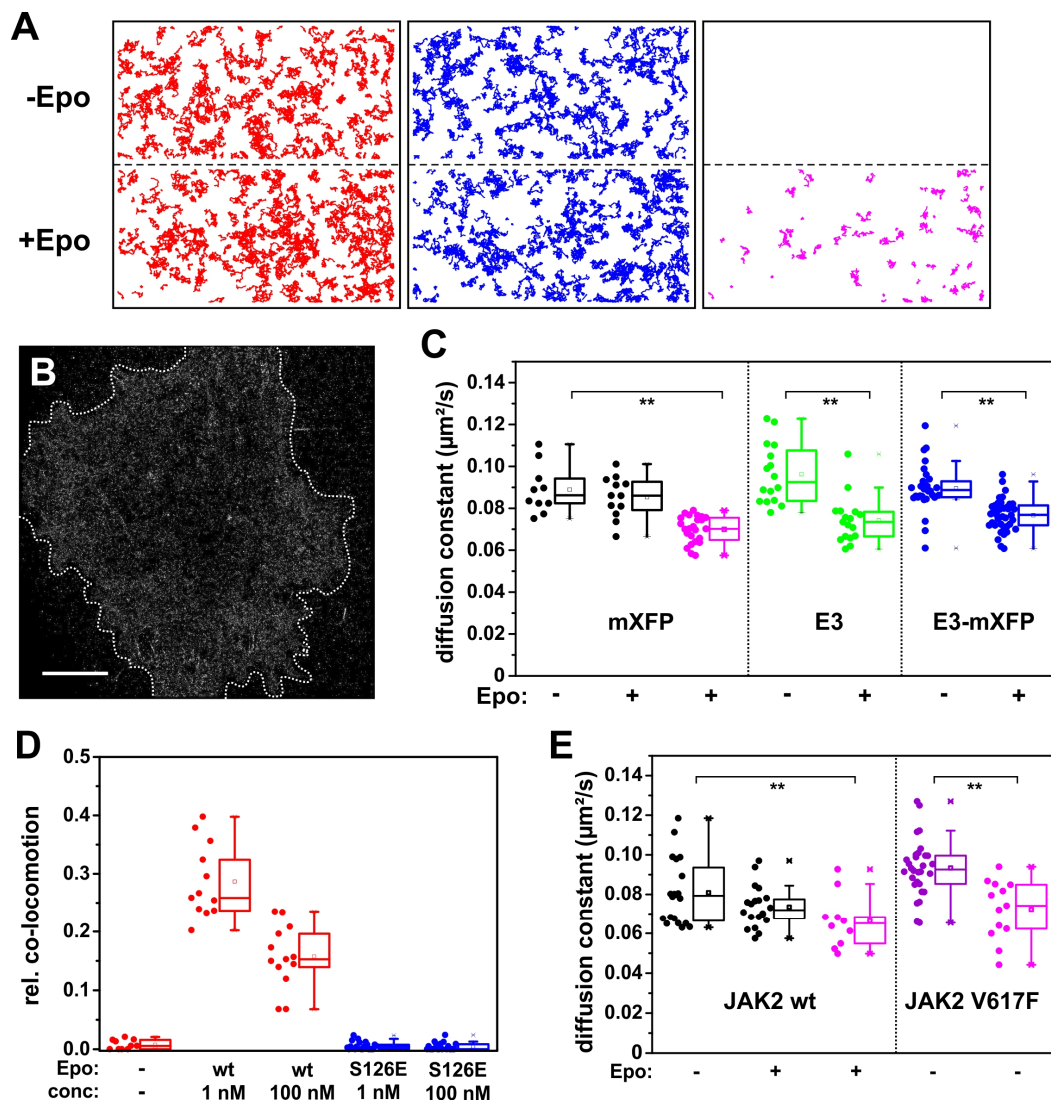 A
-Epo
+Epo
B
C
diffusion constant (µm²/s)
0.14
0.12
0.10
0.08
0.06
0.04
0.02
0
**
**
**
mXFP
E3
E3-mXFP
Epo: - + + - + - +
D
rel. co-locomotion
0.5
0.4
0.3
0.2
0.1
0.0
Epo: - wt wt S126E S126E
conc: - 1 nM 100 nM 1 nM 100 nM
E
diffusion constant (µm²/s)
0.14
0.12
0.10
0.08
0.06
0.04
0.02
0
**
**
JAK2 wt
JAK2 V617F
Epo: - + + - -